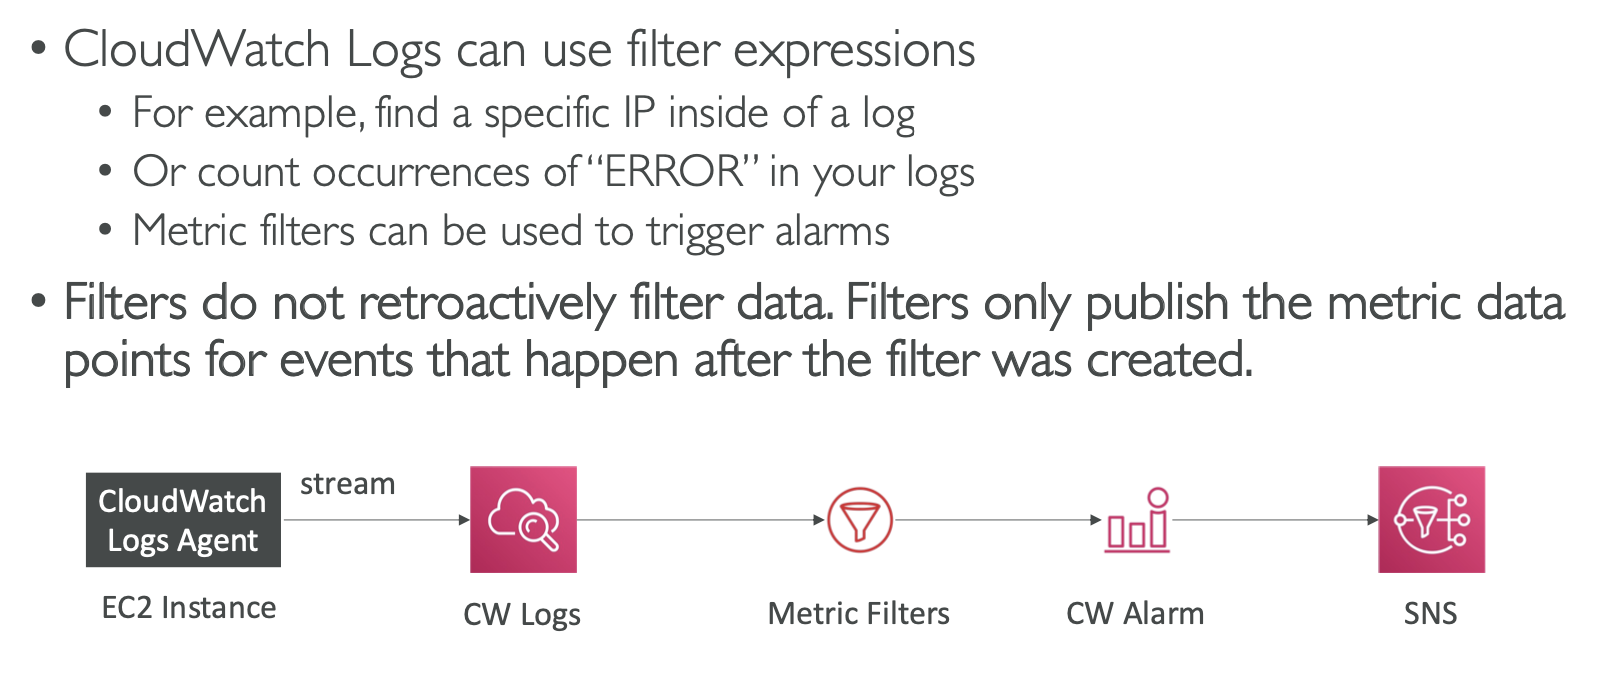 • CloudWatch Logs can use filter expressions
• For example, find a specific IP inside of a log
• Or count occurrences of “ERROR” in your logs
• Metric filters can be used to trigger alarms
• Filters do not retroactively filter data. Filters only publish the metric data
points for events that happen after the filter was created.
CloudWatch
Logs Agent
stream
EC2 Instance
CW Logs
Metric Filters
CW Alarm
SNS